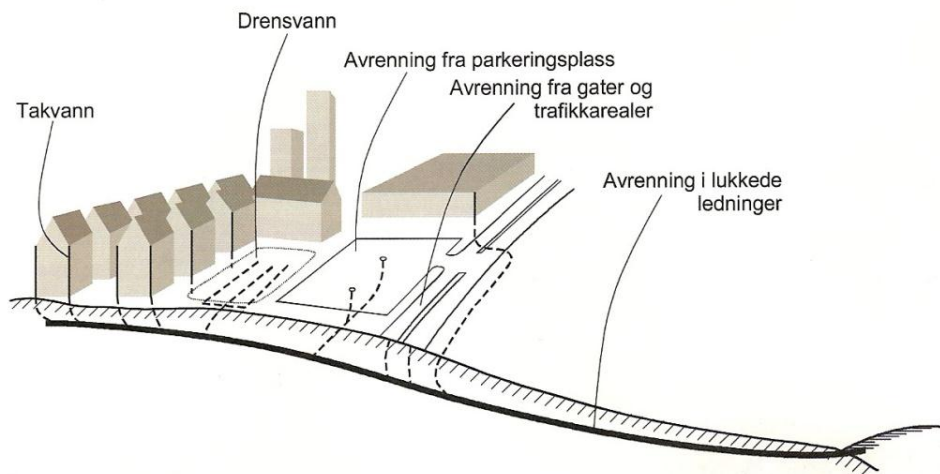 Drensvann
Avrenning fra parkeringsplass
Avrenning fra gater og
trafikkarealer
Takvann
Avrenning i lukkede
ledninger